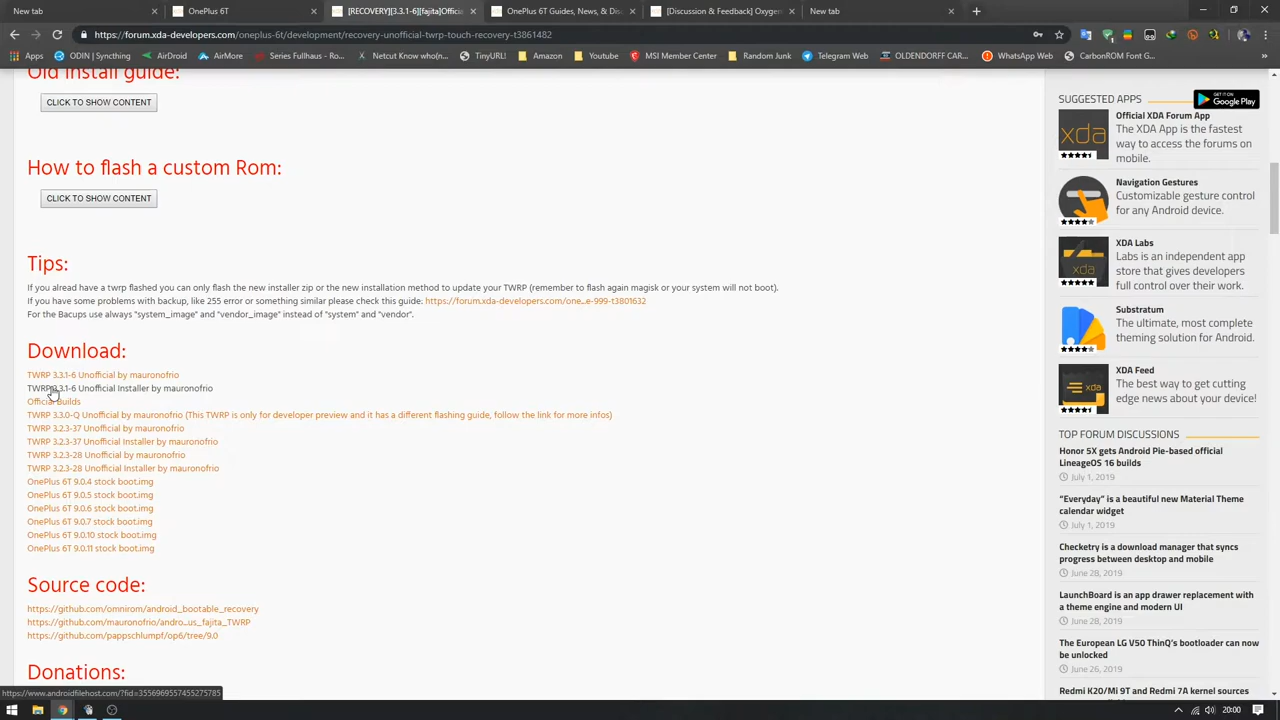 New tab
OnePlus 6T
[RECOVERY][3.3.1-6][fajita]Offici
OnePlus 6T Guides, News, & Disc
[Discussion & Feedback] Oxygen
New tab
https://forum.xda-developers.com/oneplus-6t/development/recovery-unofficial-twrp-touch-recovery-t3861482
Apps
ODIN | Syncthing
AirDroid
AirMore
Series Fullhaus - Ro...
Netcut Know who(n...
TinyURL!
Amazon
Youtube
MSI Member Center
Random Junk
Telegram Web
OLDENDORFF CAR...
WhatsApp Web
CarbonROM Font G...
»
Old install guide:
CLICK TO SHOW CONTENT
How to flash a custom Rom:
CLICK TO SHOW CONTENT
Tips:
If you alread have a twrp flashed you can only flash the new installer zip or the new installation method to update your TWRP (remember to flash again magisk or your system will not boot).
If you have some problems with backup, like 255 error or something similar please check this guide: https://forum.xda-developers.com/one...e-999-t3801632
For the Bacups use always "system_image" and "vendor_image" instead of "system" and "vendor".
Download:
TWRP 3.3.1-6 Unofficial by mauronofrio
TWRP 3.3.1-6 Unofficial Installer by mauronofrio
Official Builds
TWRP 3.3.0-Q Unofficial by mauronofrio (This TWRP is only for developer preview and it has a different flashing guide, follow the link for more infos)
TWRP 3.2.3-37 Unofficial by mauronofrio
TWRP 3.2.3-37 Unofficial Installer by mauronofrio
TWRP 3.2.3-28 Unofficial by mauronofrio
TWRP 3.2.3-28 Unofficial Installer by mauronofrio
OnePlus 6T 9.0.4 stock boot.img
OnePlus 6T 9.0.5 stock boot.img
OnePlus 6T 9.0.6 stock boot.img
OnePlus 6T 9.0.7 stock boot.img
OnePlus 6T 9.0.10 stock boot.img
OnePlus 6T 9.0.11 stock boot.img
Source code:
https://github.com/omnirom/android_bootable_recovery
https://github.com/mauronofrio/andro...us_fajita_TWRP
https://github.com/pappschlumpf/op6/tree/9.0
Donations:
SUGGESTED APPS
GET IT ON
Google Play
xda
Official XDA Forum App
The XDA App is the fastest
way to access the forums on
mobile.
Navigation Gestures
Customizable gesture control
for any Android device.
xda
XDA Labs
Labs is an independent app
store that gives developers
full control over their work.
Substratum
The ultimate, most complete
theming solution for Android.
XDA Feed
The best way to get cutting
edge news about your device!
TOP FORUM DISCUSSIONS
Honor 5X gets Android Pie-based official
LineageOS 16 builds
July 1, 2019
“Everyday” is a beautiful new Material Theme
calendar widget
July 1, 2019
Checketry is a download manager that syncs
progress between desktop and mobile
June 28, 2019
LaunchBoard is an app drawer replacement with
a theme engine and modern UI
June 28, 2019
The European LG V50 ThinQ's bootloader can now
be unlocked
June 26, 2019
Redmi K20/Mi 9T and Redmi 7A kernel sources
https://www.androidfilehost.com/?fid=3556969557455275785
20:00